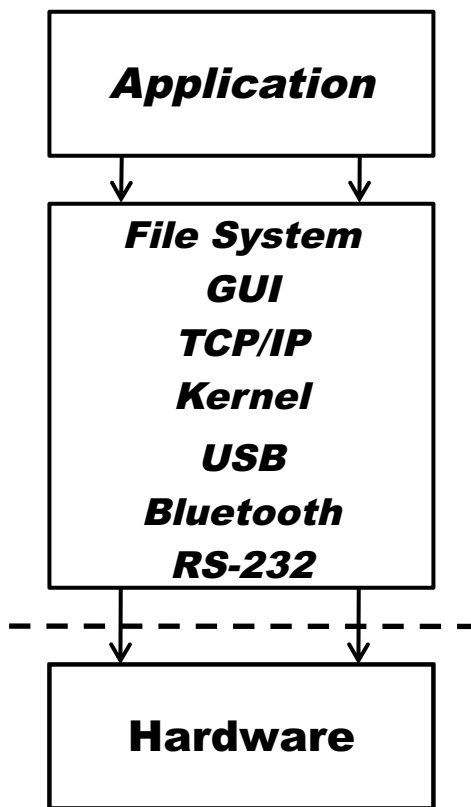 Application
File System
GUI
TCP/IP
Kernel
USB
Bluetooth
RS-232
Hardware